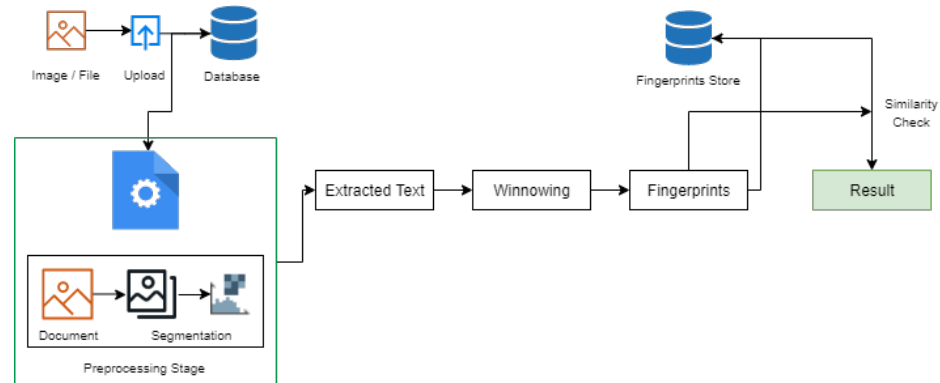 Image / File
Upload
Database
Fingerprints Store
Similarity
Check
Extracted Text
Winnowing
Fingerprints
Result
Document
Segmentation
Preprocessing Stage